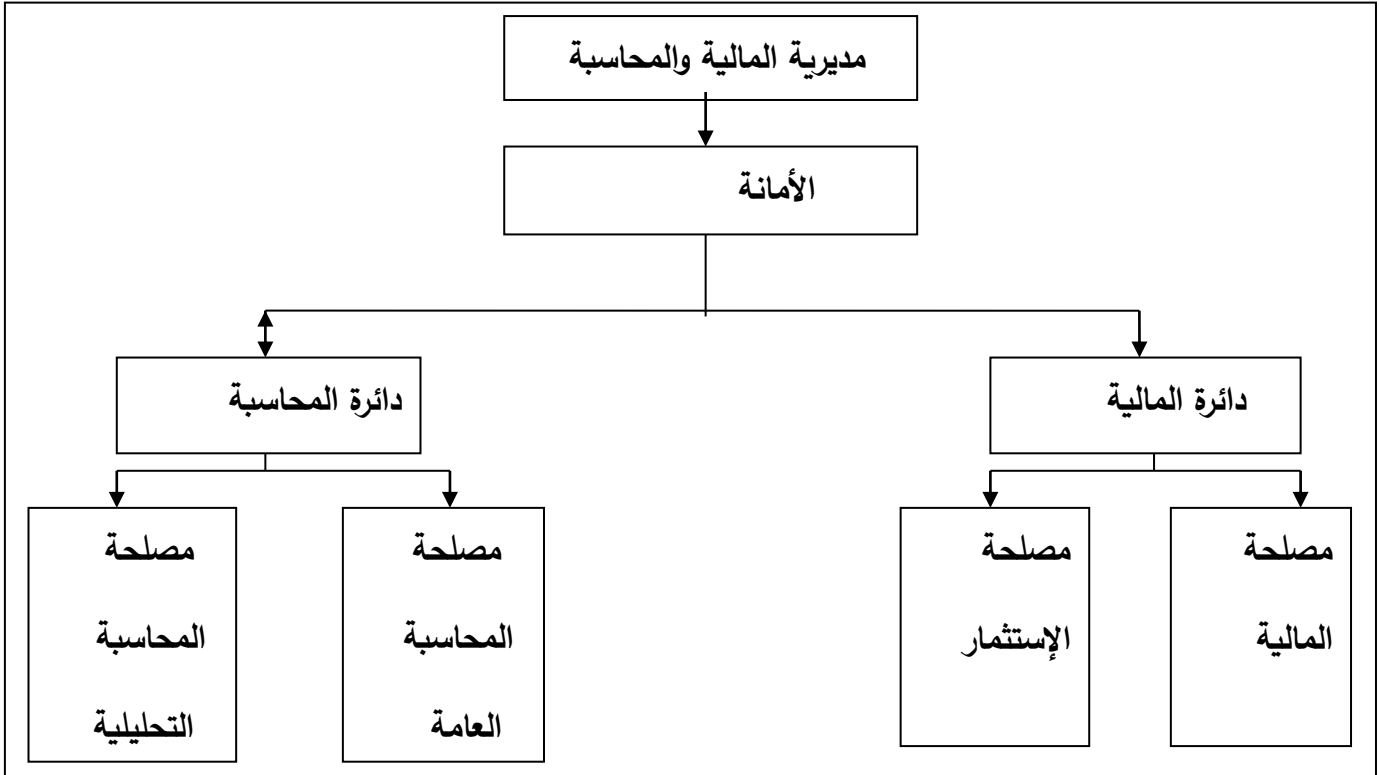 مديرية المالية والمحاسبة
الأمانة
دائرة المالية
دائرة المحاسبة
مصلحة
المالية
مصلحة
الإستثمار
مصلحة
المحاسبة
العامة
مصلحة
المحاسبة
التحليلية